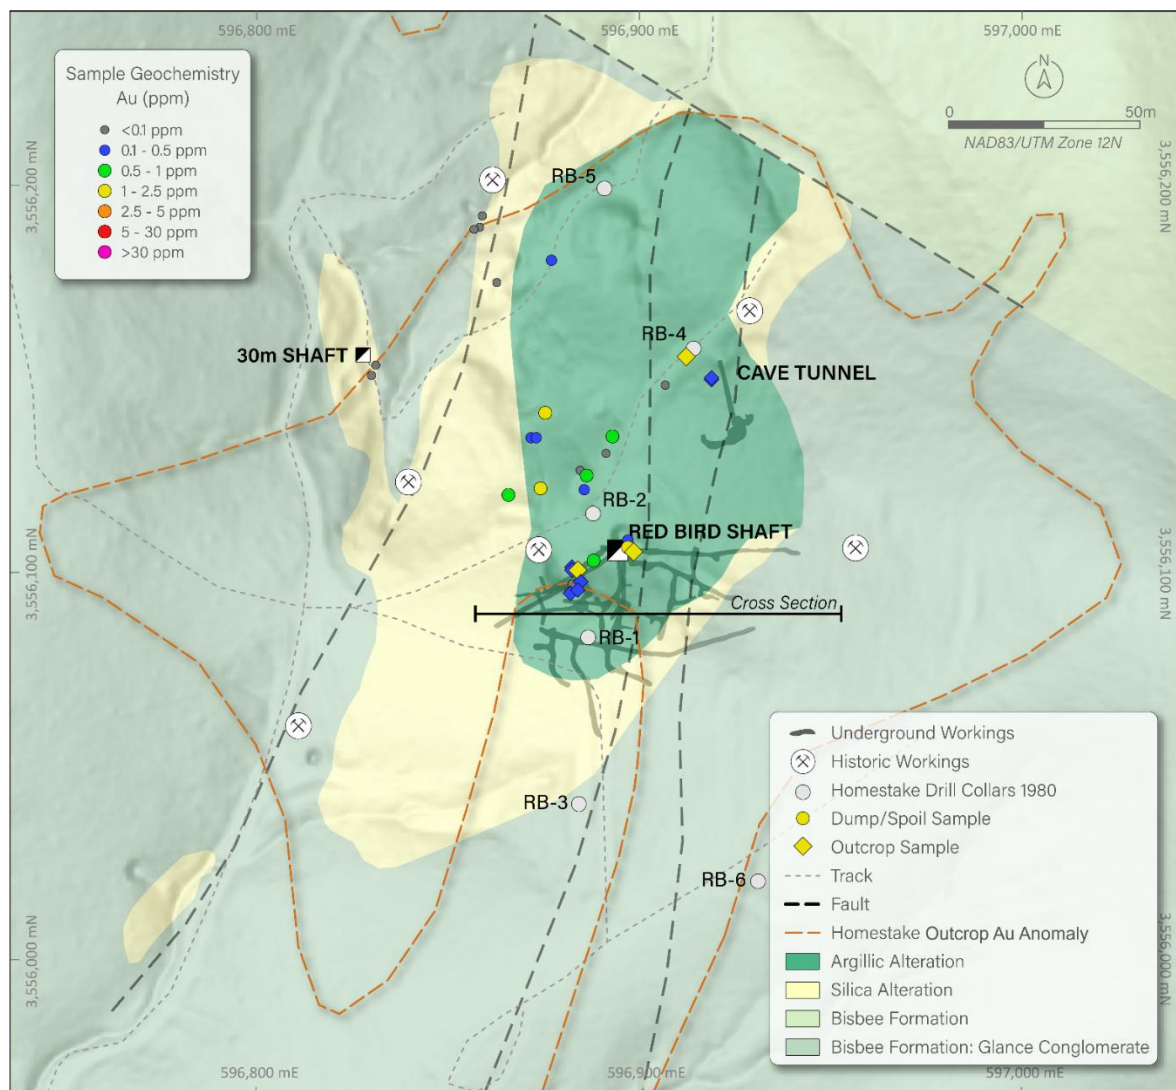 596,800 mE
596,900 mE
597,000 mE
Sample Geochemistry
Au (ppm)
<0.1 ppm
0.1 - 0.5 ppm
0.5 - 1 ppm
1 - 2.5 ppm
2.5 - 5 ppm
5 - 30 ppm
>30 ppm
N
0
50m
NAD83/UTM Zone 12N
3,556,200 mN
3,556,200 mN
RB-5
30m SHAFT
RB-4
CAVE TUNNEL
RB-2
RED BIRD SHAFT
3,556,100 mN
3,556,100 mN
Cross Section
RB-1
RB-3
RB-6
Underground Workings
Historic Workings
Homestake Drill Collars 1980
Dump/Spoil Sample
Outcrop Sample
Track
Fault
Homestake Outcrop Au Anomaly
Argillic Alteration
Silica Alteration
Bisbee Formation
Bisbee Formation: Glance Conglomerate
3,556,000 mN
3,556,000 mN
596,800 mE
596,900 mE
597,000 mE